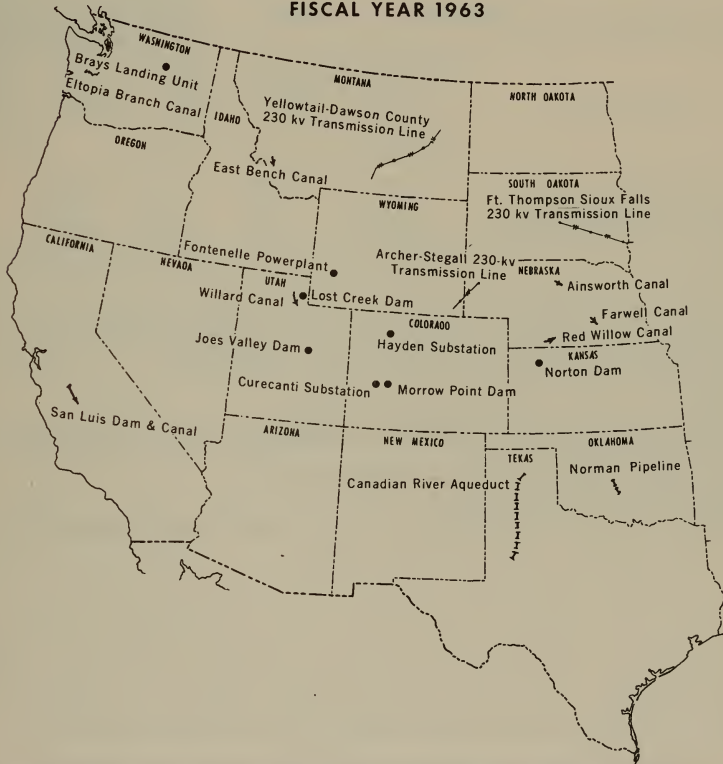 FISCAL YEAR 1963
WASHINGTON
Brays Landing Unit
Eltopia Branch Canal
MONTANA
Yellowtail-Dawson County
230 kv Transmission Line
NORTH DAKOTA
IDAHO
OREGON
East Bench Canal
SOUTH DAKOTA
Ft. Thompson Sioux Falls
230 kv Transmission Line
WYOMING
CALIFORNIA
NEVADA
Fontenelle Powerplant
Archer-Stegall 230-kv
Transmission Line
NEBRASKA
Ainsworth Canal
UTAH
Willard Canal
Lost Creek Dam
Farwell Canal
Red Willow Canal
COLORADO
Hayden Substation
Joes Valley Dam
KANSAS
Norton Dam
Curecanti Substation
Morrow Point Dam
San Luis Dam & Canal
ARIZONA
NEW MEXICO
OKLAHOMA
TEXAS
Norman Pipeline
Canadian River Aqueduct